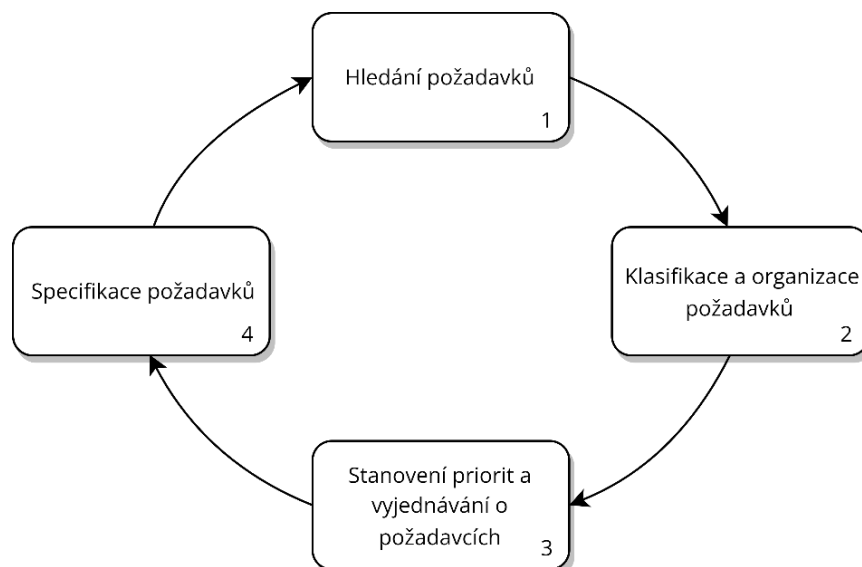 Hledání požadavků
1
Klasifikace a organizace
požadavků
2
Stanovení priorit a
vyjednávání o
požadavcích
3
Specifikace požadavků
4